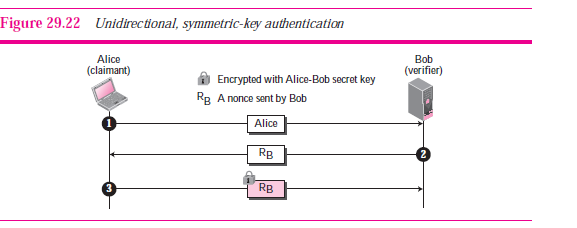 Figure 29.22 Unidirectional, symmetric-key authentication
Alice
(claimant)
Bob
(verifier)
Encrypted with Alice-Bob secret key
RB A nonce sent by Bob
1
Alice
RB
2
3
RB